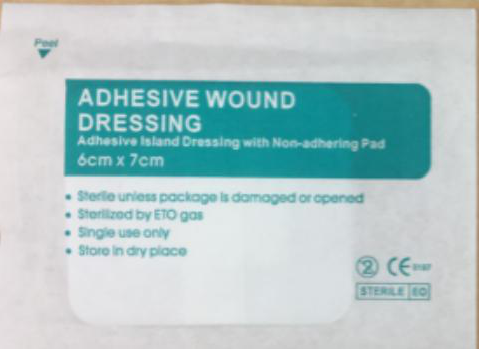 Peel
ADHESIVE WOUND
DRESSING
Adhesive Island Dressing with Non-adhering Pad
6cm x 7cm
• Sterile unless package is damaged or opened
• Sterilized by ETO gas
• Single use only
• Store in dry place
2 CE
STERILE EO